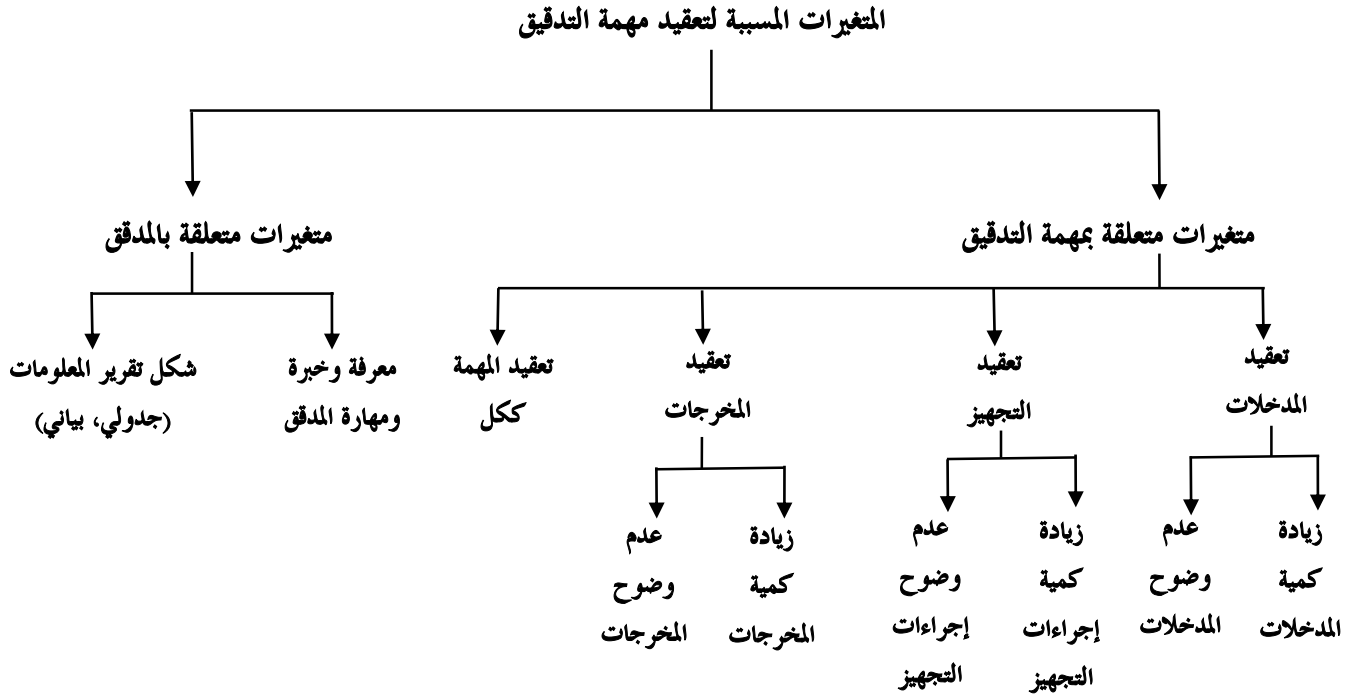 المتغيرات المسببة لتعقيد مهمة التدقيق
متغيرات متعلقة بمهمة التدقيق
متغيرات متعلقة بالمدقق
تعقيد
المدخلات
تعقيد
التجهيز
تعقيد
المخرجات
تعقيد المهمة
ككل
معرفة وخبرة
ومهارة المدقق
شكل تقرير المعلومات
(جدولي، بياني)
زيادة
كمية
المدخلات
عدم
وضوح
المدخلات
زيادة
كمية
إجراءات
التجهيز
عدم
وضوح
إجراءات
التجهيز
زيادة
كمية
المخرجات
عدم
وضوح
المخرجات